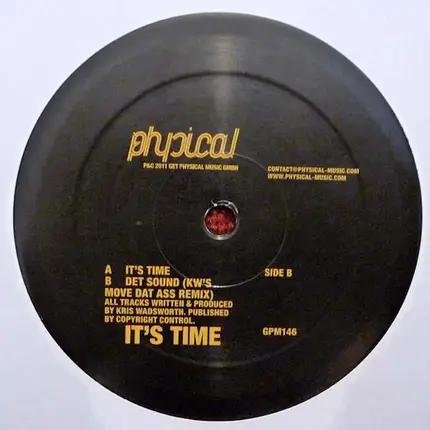 physical
P&C 2011 GET PHYSICAL MUSIC GMBH
CONTACT@PHYSICAL-MUSIC.COM
WWW.PHYSICAL-MUSIC.COM
A IT'S TIME SIDE B
B DET SOUND (KW'S
MOVE DAT ASS REMIX)
ALL TRACKS WRITTEN & PRODUCED
BY KRIS WADSWORTH. PUBLISHED
BY COPYRIGHT CONTROL.
IT'S TIME GPM146